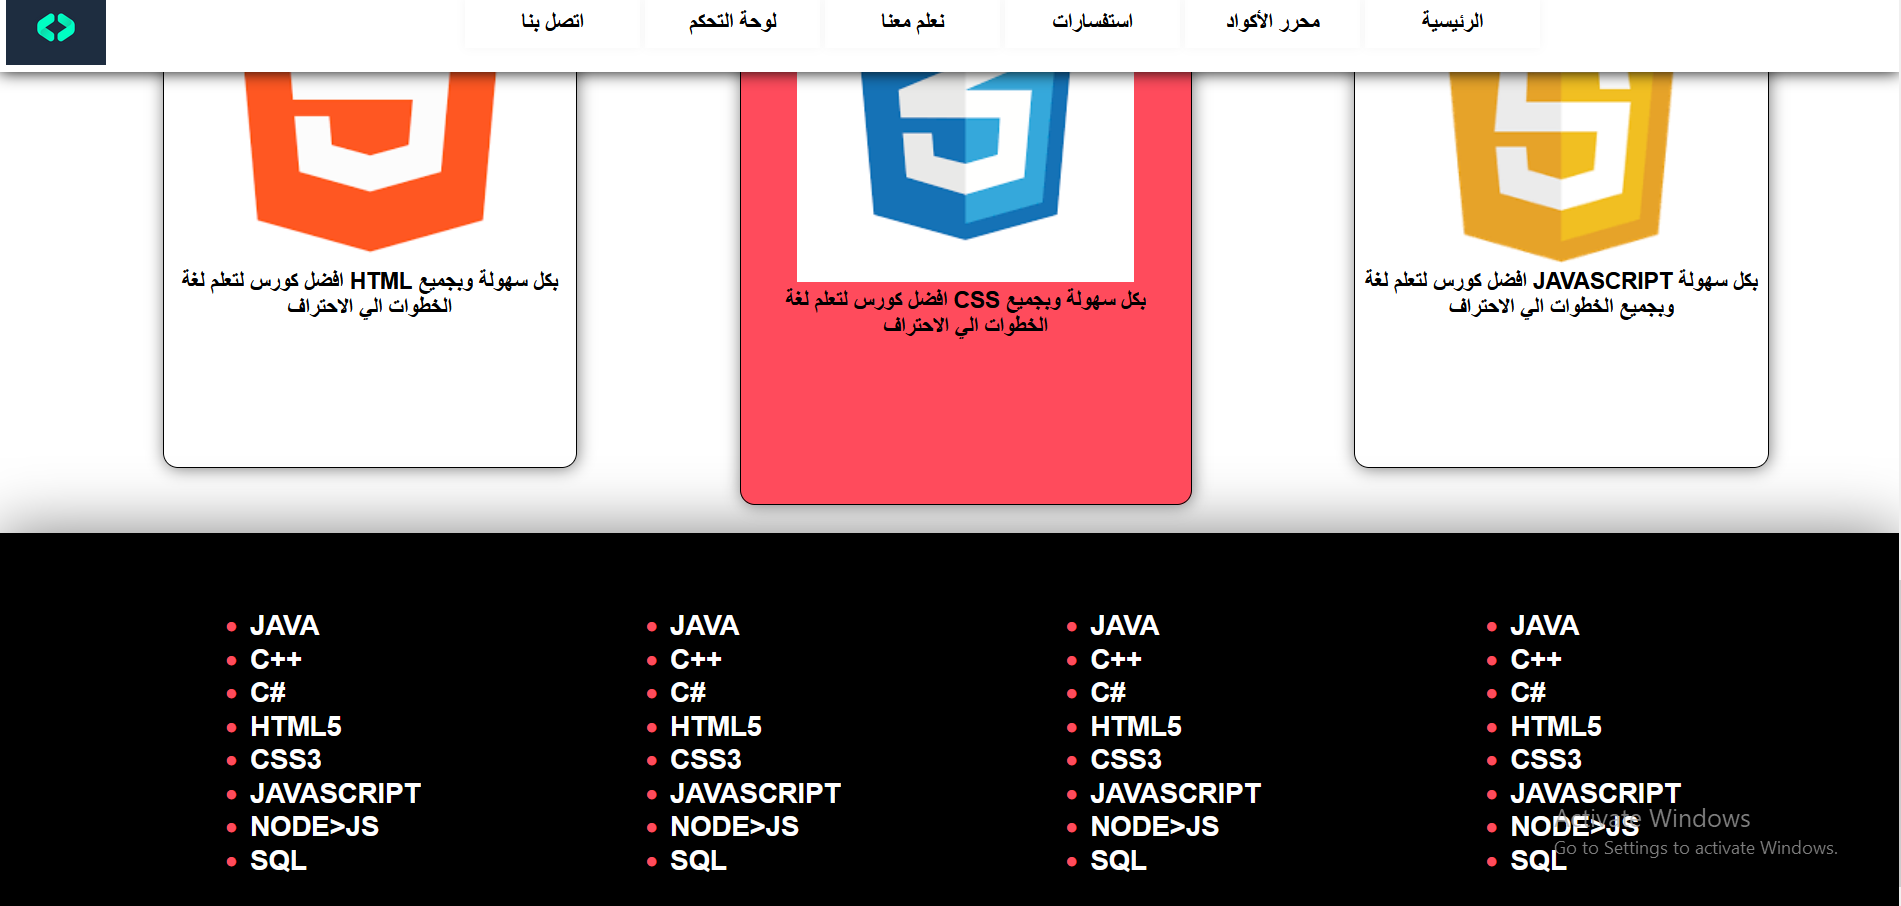 الرئيسية
محرر الأكواد
استفسارات
نعلم معنا
لوحة التحكم
اتصل بنا
بكل سهولة وبجميع HTML افضل كورس لتعلم لغة
الخطوات الي الاحتراف
بكل سهولة وبجميع CSS افضل كورس لتعلم لغة
الخطوات الي الاحتراف
بكل سهولة JAVASCRIPT افضل كورس لتعلم لغة
وبجميع الخطوات الي الاحتراف
JAVA
C++
C#
HTML5
CSS3
JAVASCRIPT
NODE>JS
SQL
JAVA
C++
C#
HTML5
CSS3
JAVASCRIPT
NODE>JS
SQL
JAVA
C++
C#
HTML5
CSS3
JAVASCRIPT
NODE>JS
SQL
JAVA
C++
C#
HTML5
CSS3
JAVASCRIPT
NODE>JS
SQL
Activate Windows
Go to Settings to activate Windows.